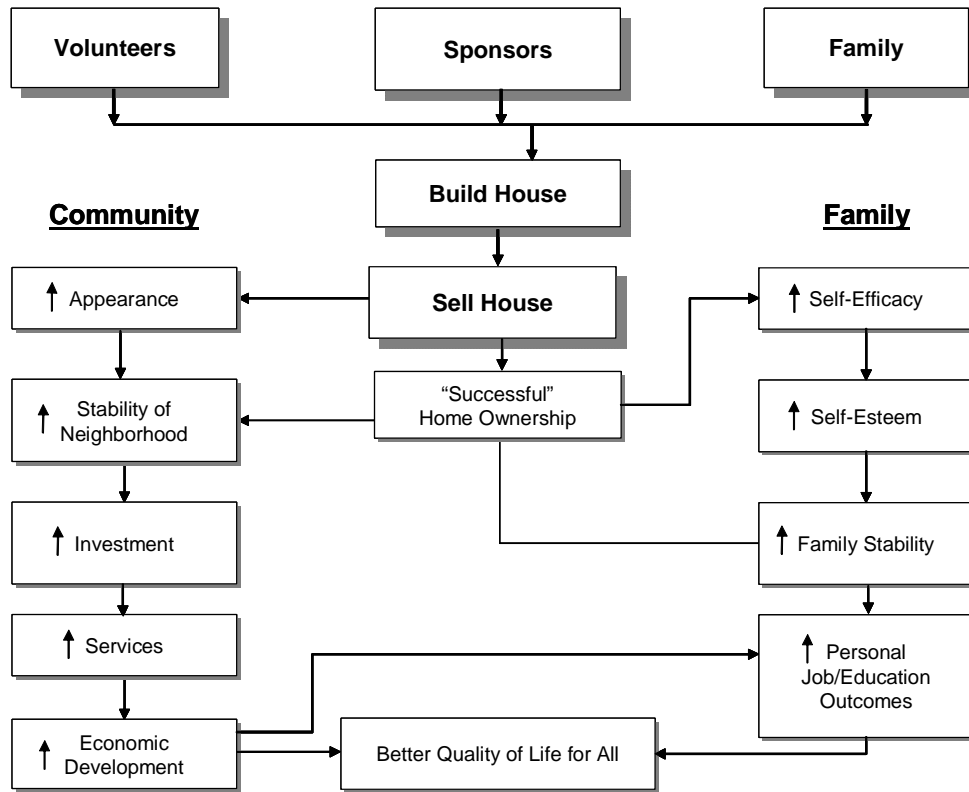 Volunteers
Sponsors
Family
Build House
Community
Family
Appearance
Sell House
Self-Efficacy
Stability of
Neighborhood
“Successful”
Home Ownership
Self-Esteem
Investment
Family Stability
Services
Personal
Job/Education
Outcomes
Economic
Development
Better Quality of Life for All